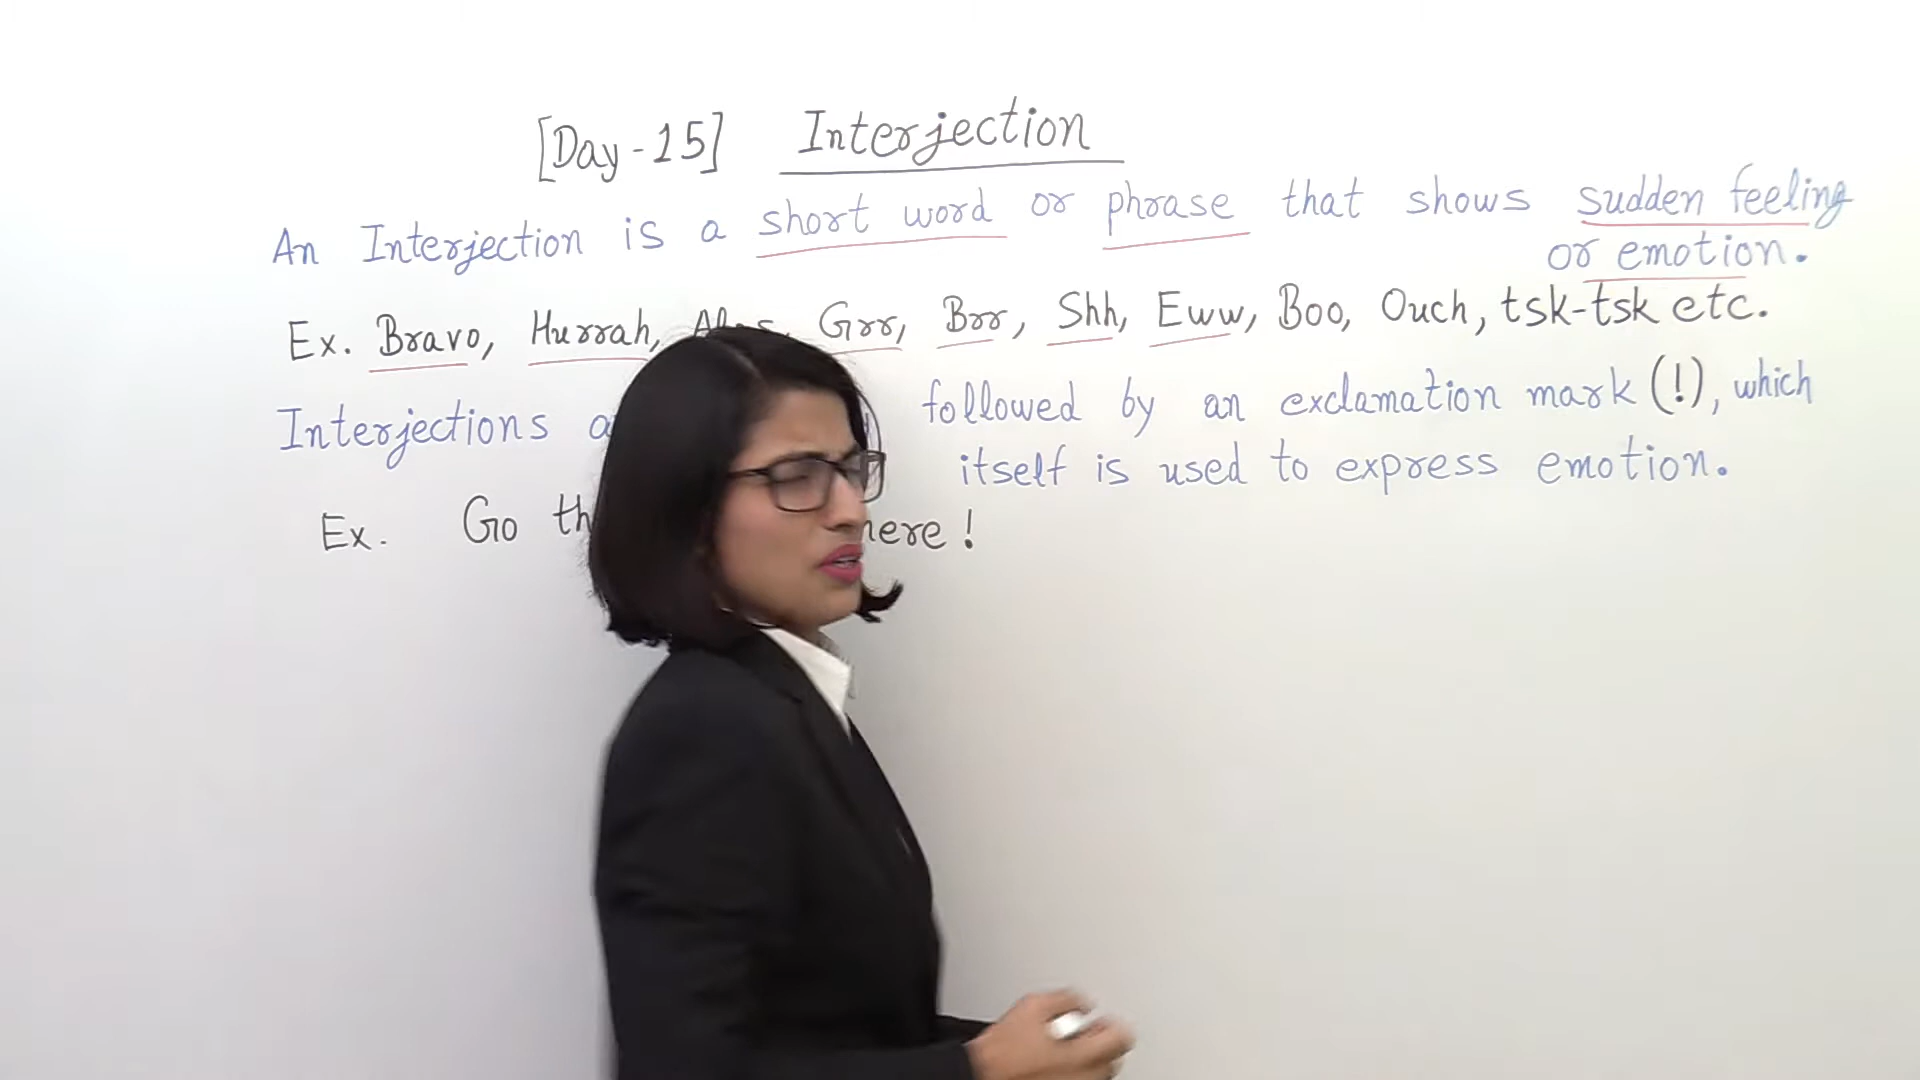 [Day-15] Interjection
An Interjection is a short word or phrase that shows sudden feeling
or emotion.
Ex. Bravo, Hurrah, Grr, Brr, Shh, Eww, Boo, Ouch, tsk-tsk etc.
Interjections followed by an exclamation mark (!), which
itself is used to express emotion.
Ex. Go !